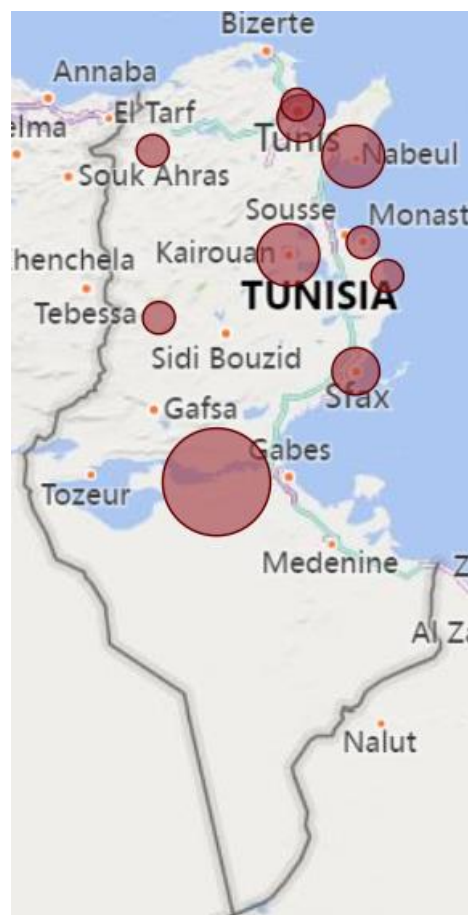 Bizerte
Annaba
El Tarf
elma
Tunis
Nabeul
Souk Ahras
Sousse
Monast
Kairouan
henchela
TUNISIA
Tebessa
Sidi Bouzid
Sfax
Gafsa
Gabes
Tozeur
Medenine
Z
Al Za
Nalut